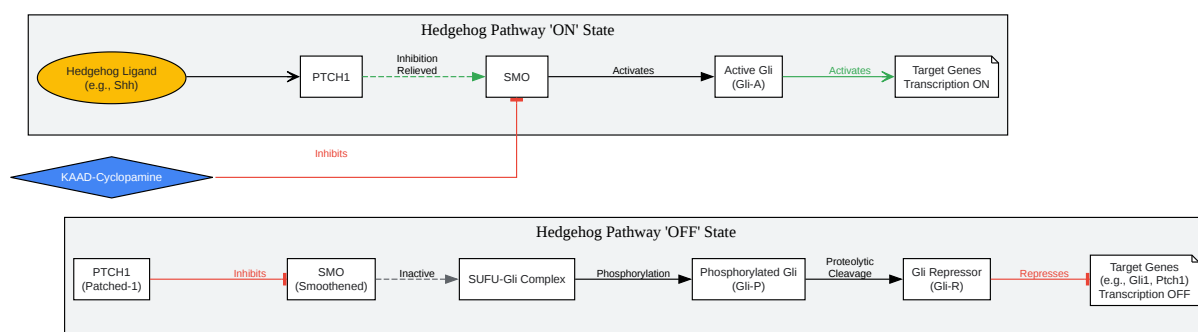 Hedgehog Pathway 'ON' State
Hedgehog Ligand
(e.g., Shh)
PTCH1
Inhibition
Relieved
SMO
Activates
Active Gli
(Gli-A)
Activates
Target Genes
Transcription ON
Inhibits
KAAD-Cyclopamine
Hedgehog Pathway 'OFF' State
PTCH1
(Patched-1)
Inhibits
SMO
(Smoothened)
Inactive
SUFU-Gli Complex
Phosphorylation
Phosphorylated Gli
(Gli-P)
Proteolytic
Cleavage
Gli Repressor
(Gli-R)
Represses
Target Genes
(e.g., Gli1, Ptch1)
Transcription OFF